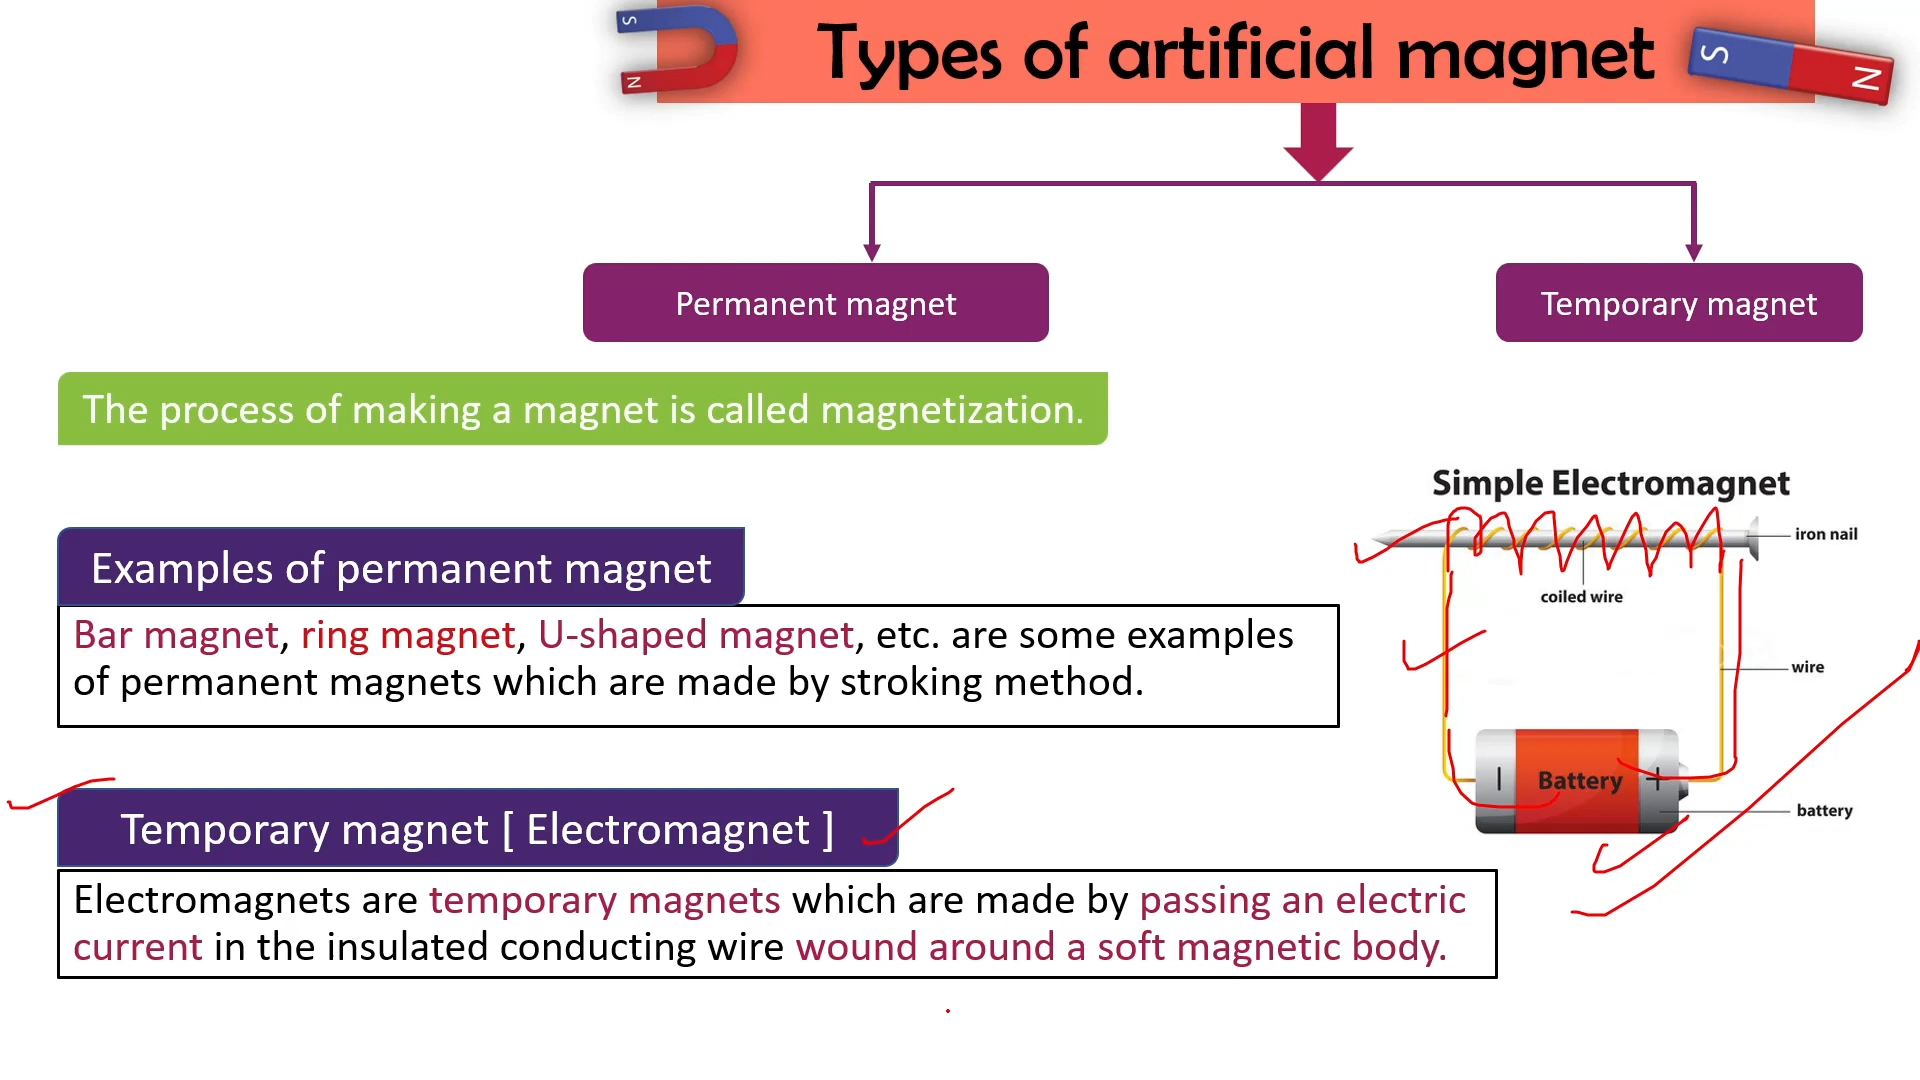 S
N
Types of artificial magnet
S
N
Permanent magnet
Temporary magnet
The process of making a magnet is called magnetization.
Simple Electromagnet
iron nail
coiled wire
Examples of permanent magnet
Bar magnet, ring magnet, U-shaped magnet, etc. are some examples
of permanent magnets which are made by stroking method.
wire
Battery
battery
Temporary magnet [ Electromagnet ]
Electromagnets are temporary magnets which are made by passing an electric
current in the insulated conducting wire wound around a soft magnetic body.